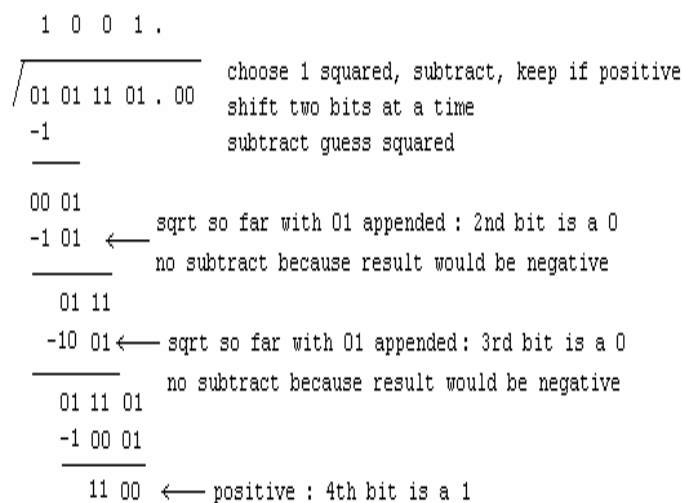 1 0 0 1 .
01 01 11 01 . 00
choose 1 squared, subtract, keep if positive
shift two bits at a time
-1
subtract guess squared
00 01
-1 01
sqrt so far with 01 appended : 2nd bit is a 0
no subtract because result would be negative
01 11
-10 01
sqrt so far with 01 appended : 3rd bit is a 0
no subtract because result would be negative
01 11 01
-1 00 01
11 00
positive : 4th bit is a 1